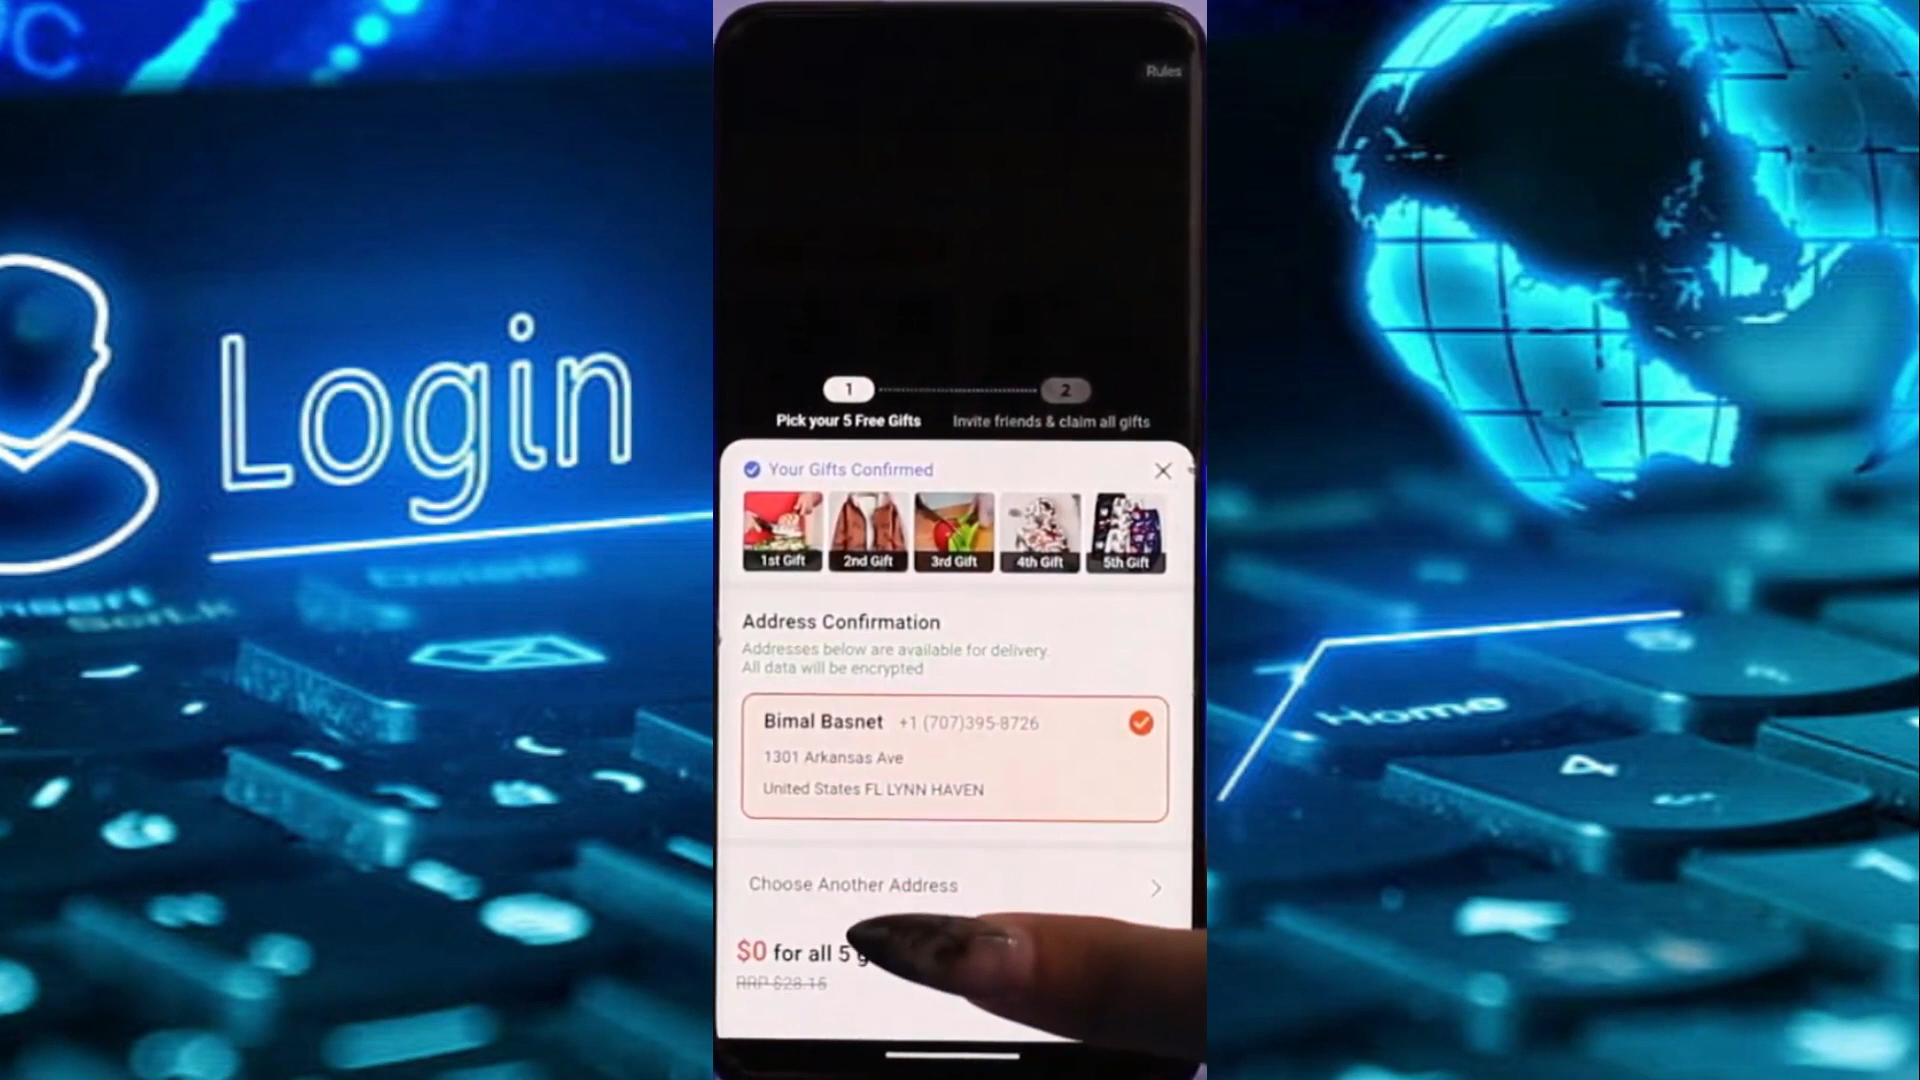 Login
Home
4
Rules
1
2
Pick your 5 Free Gifts
Invite friends & claim all gifts
Your Gifts Confirmed
1st Gift
2nd Gift
3rd Gift
4th Gift
5th Gift
Address Confirmation
Addresses below are available for delivery.
All data will be encrypted
Bimal Basnet +1 (707)395-8726
1301 Arkansas Ave
United States FL LYNN HAVEN
Choose Another Address
$0 for all 5 g
RRP $28.15